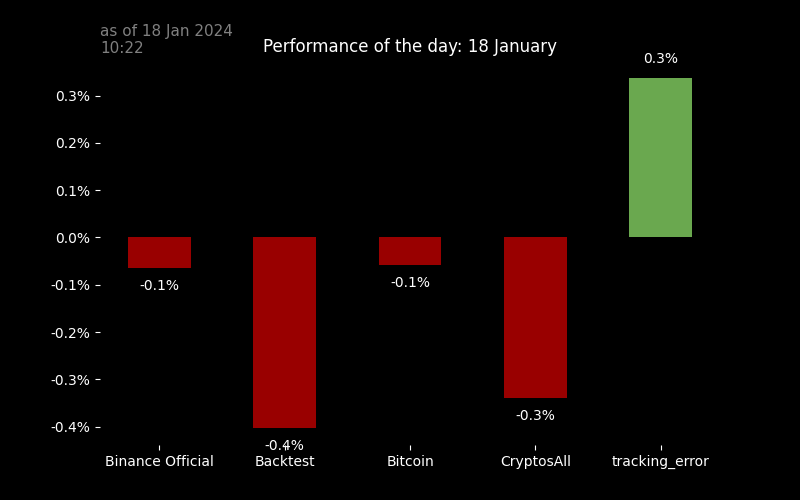 as of 18 Jan 2024
10:22
Performance of the day: 18 January
0.3%
0.3%
0.2%
0.1%
0.0%
-0.1%
-0.1%
-0.1%
-0.2%
-0.3%
-0.3%
-0.4%
-0.4%
Binance Official
Backtest
Bitcoin
CryptosAll
tracking_error